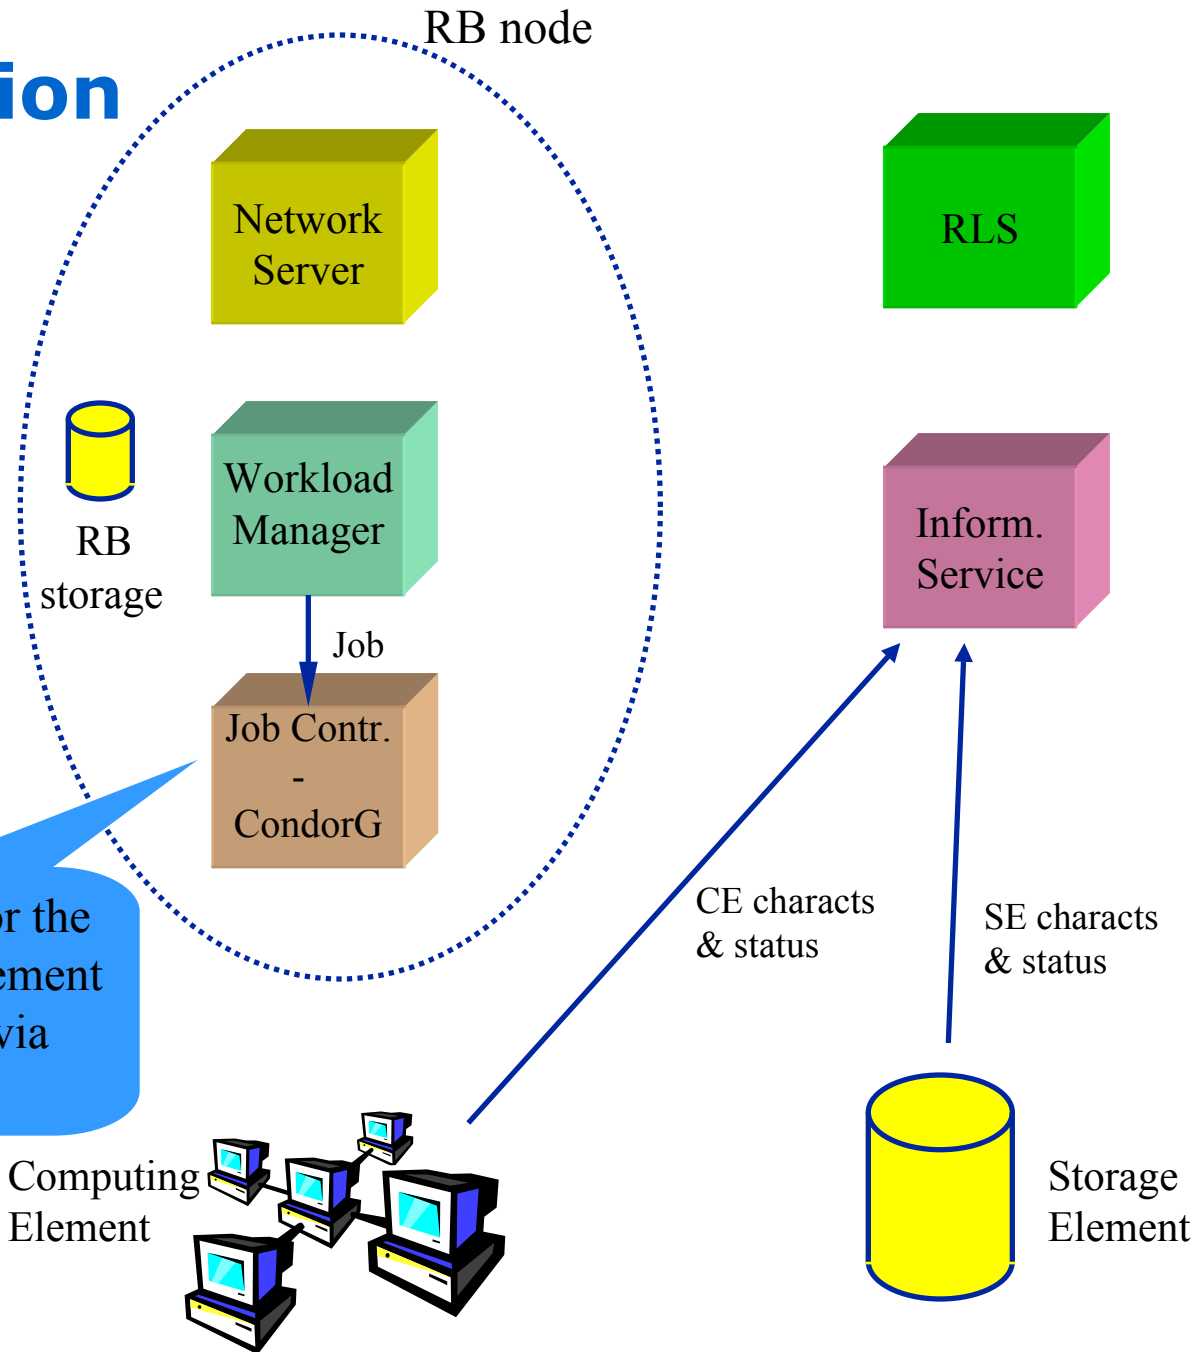 RB node
ion
Network
Server
RLS
Workload
Manager
RB
storage
Inform.
Service
Job
Job Contr.
-
CondorG
or the
ement
via
CE characts
& status
SE characts
& status
Computing
Element
Storage
Element